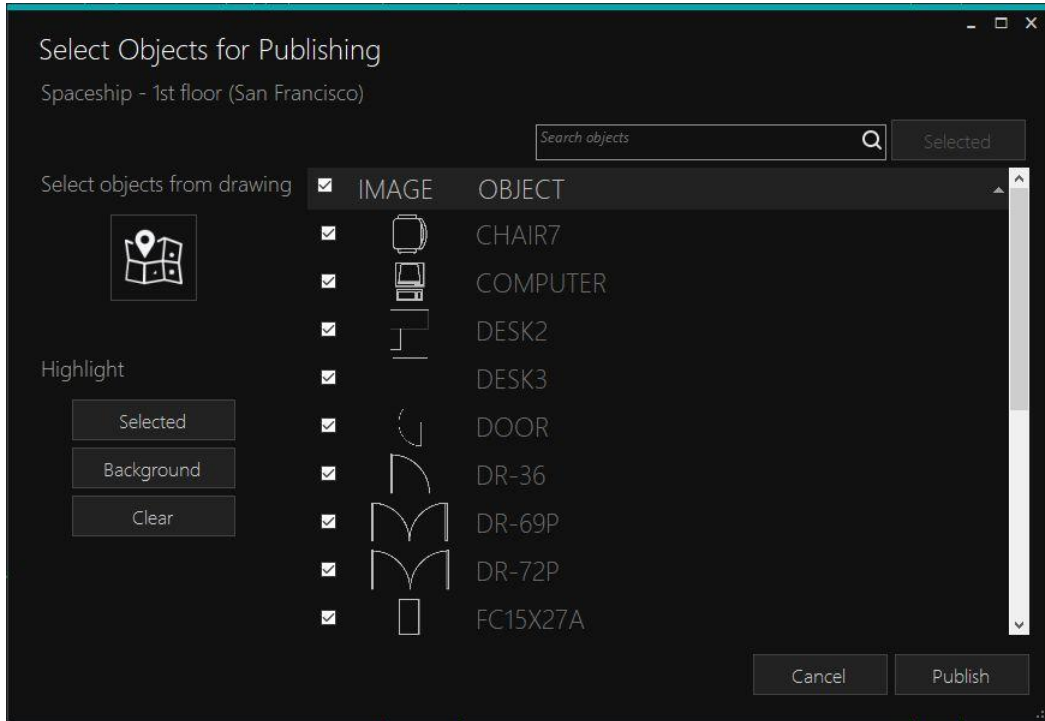 Select Objects for Publishing
Spaceship - 1st floor (San Francisco)
Search objects
Selected
Select objects from drawing
IMAGE OBJECT
CHAIR7
COMPUTER
DESK2
DESK3
DOOR
DR-36
DR-69P
DR-72P
FC15X27A
Highlight
Selected
Background
Clear
Cancel
Publish